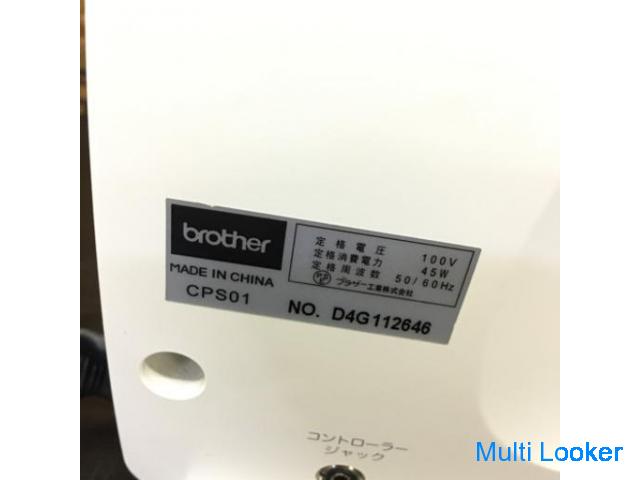 brother
MADE IN CHINA
CPS01
定格電圧 100V
定格消費電力 45W
定格周波数 50/60Hz
ブラザー工業株式会社
NO. D4G112646
コントローラー
ジャック
Multi Looker